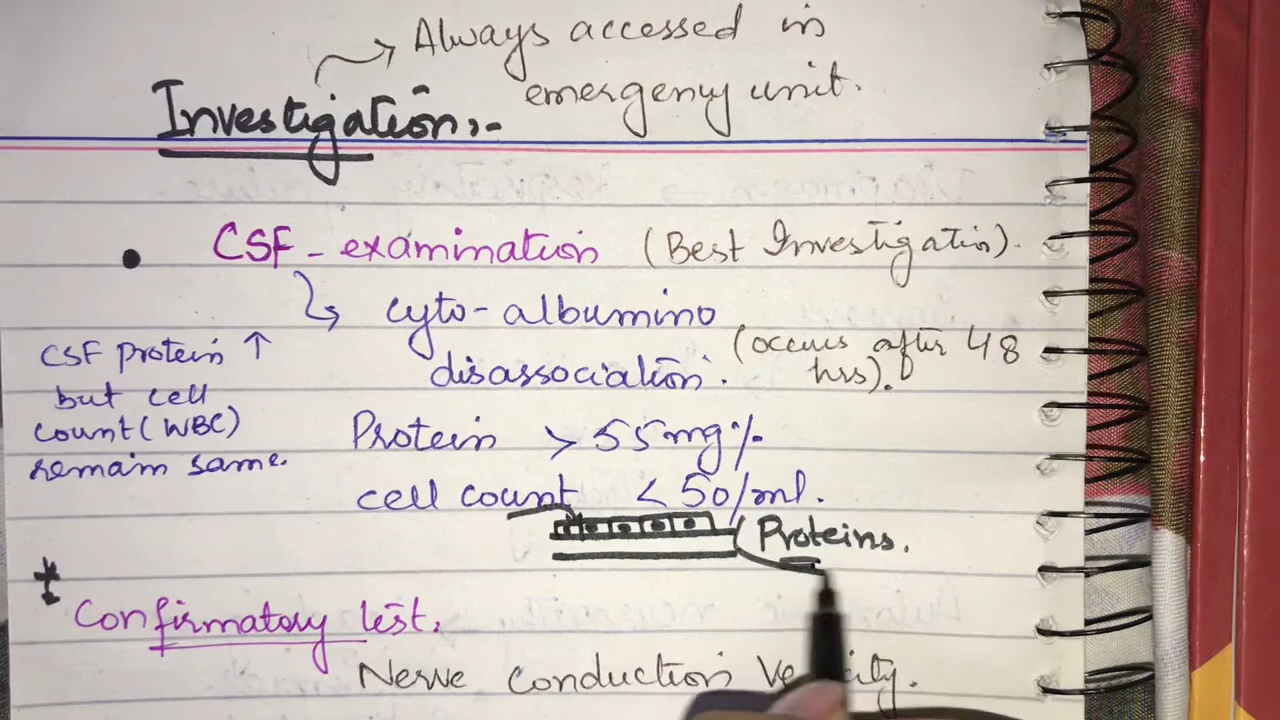 Always accessed in
emergency unit.
Investigation:-
CSF - examination (Best Investigation).
cyto-albumino
disassociation. (occurs after 48 hrs).
CSF protein ↑
but cell
count (WBC)
remain same.
Protein > 55mg%
cell count < 50/ml.
Proteins.
Confirmatory test.
Nerve conduction